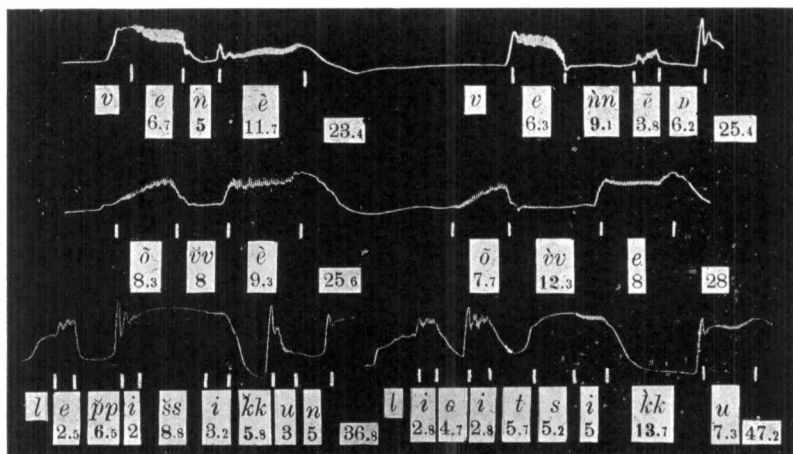 v̆ ĕ n̆ è v e ǹn ĕ D
6.7 5 11.7 23.4 6.3 9.1 3.8 6.2 25.4
ŏ v̆v è ŏ v̀v e
8.3 8 9.3 25 6 7.7 12.3 8 28
l e p̆p i s̆s i k̆k u n l i G i t s i k̀k u
2.5 6.5 2 8.8 3.2 5.8 3 5 36.8 2.8 4.7 2.8 5.7 5.2 5 13.7 7.3 47.2